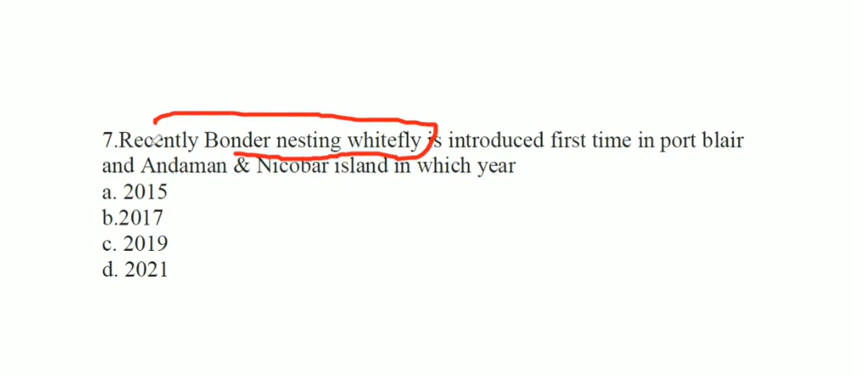 7.Recently Bonder nesting whitefly is introduced first time in port blair
and Andaman & Nicobar island in which year
a. 2015
b.2017
c. 2019
d. 2021